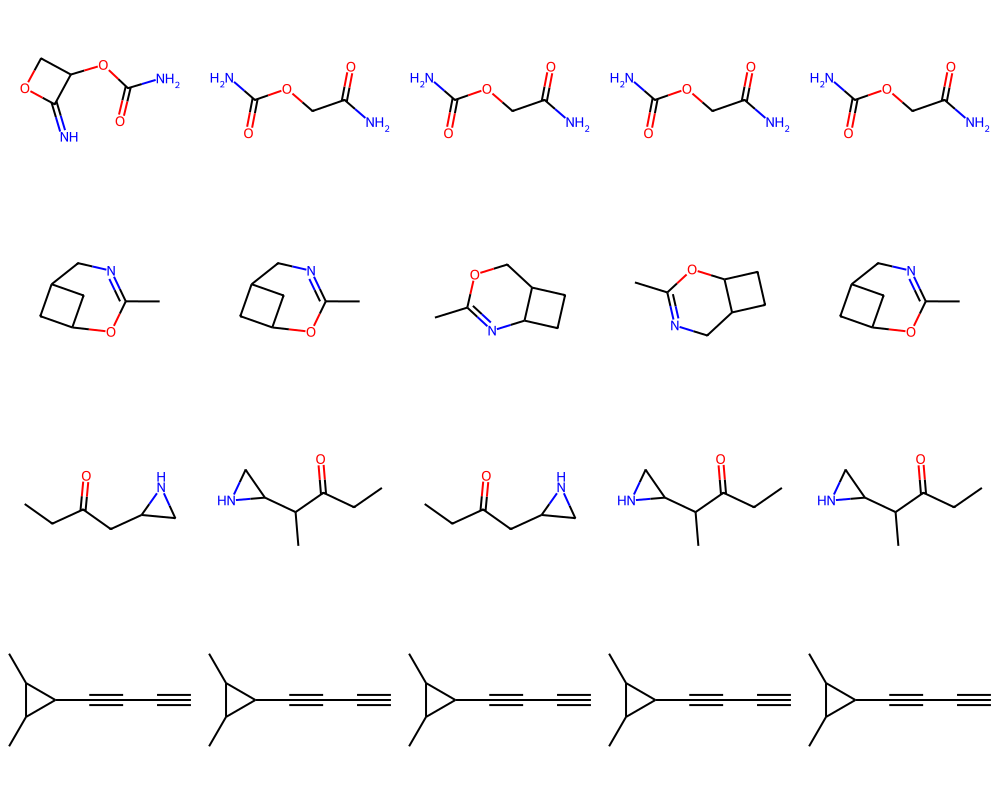 O O O O O
NH₂ H₂N H₂N H₂N H₂N
O O O O O
O NH₂ NH₂ NH₂ NH₂
NH O O O O
N N O O N
O O N N O
O O O
O H O H
N N
HN HN HN